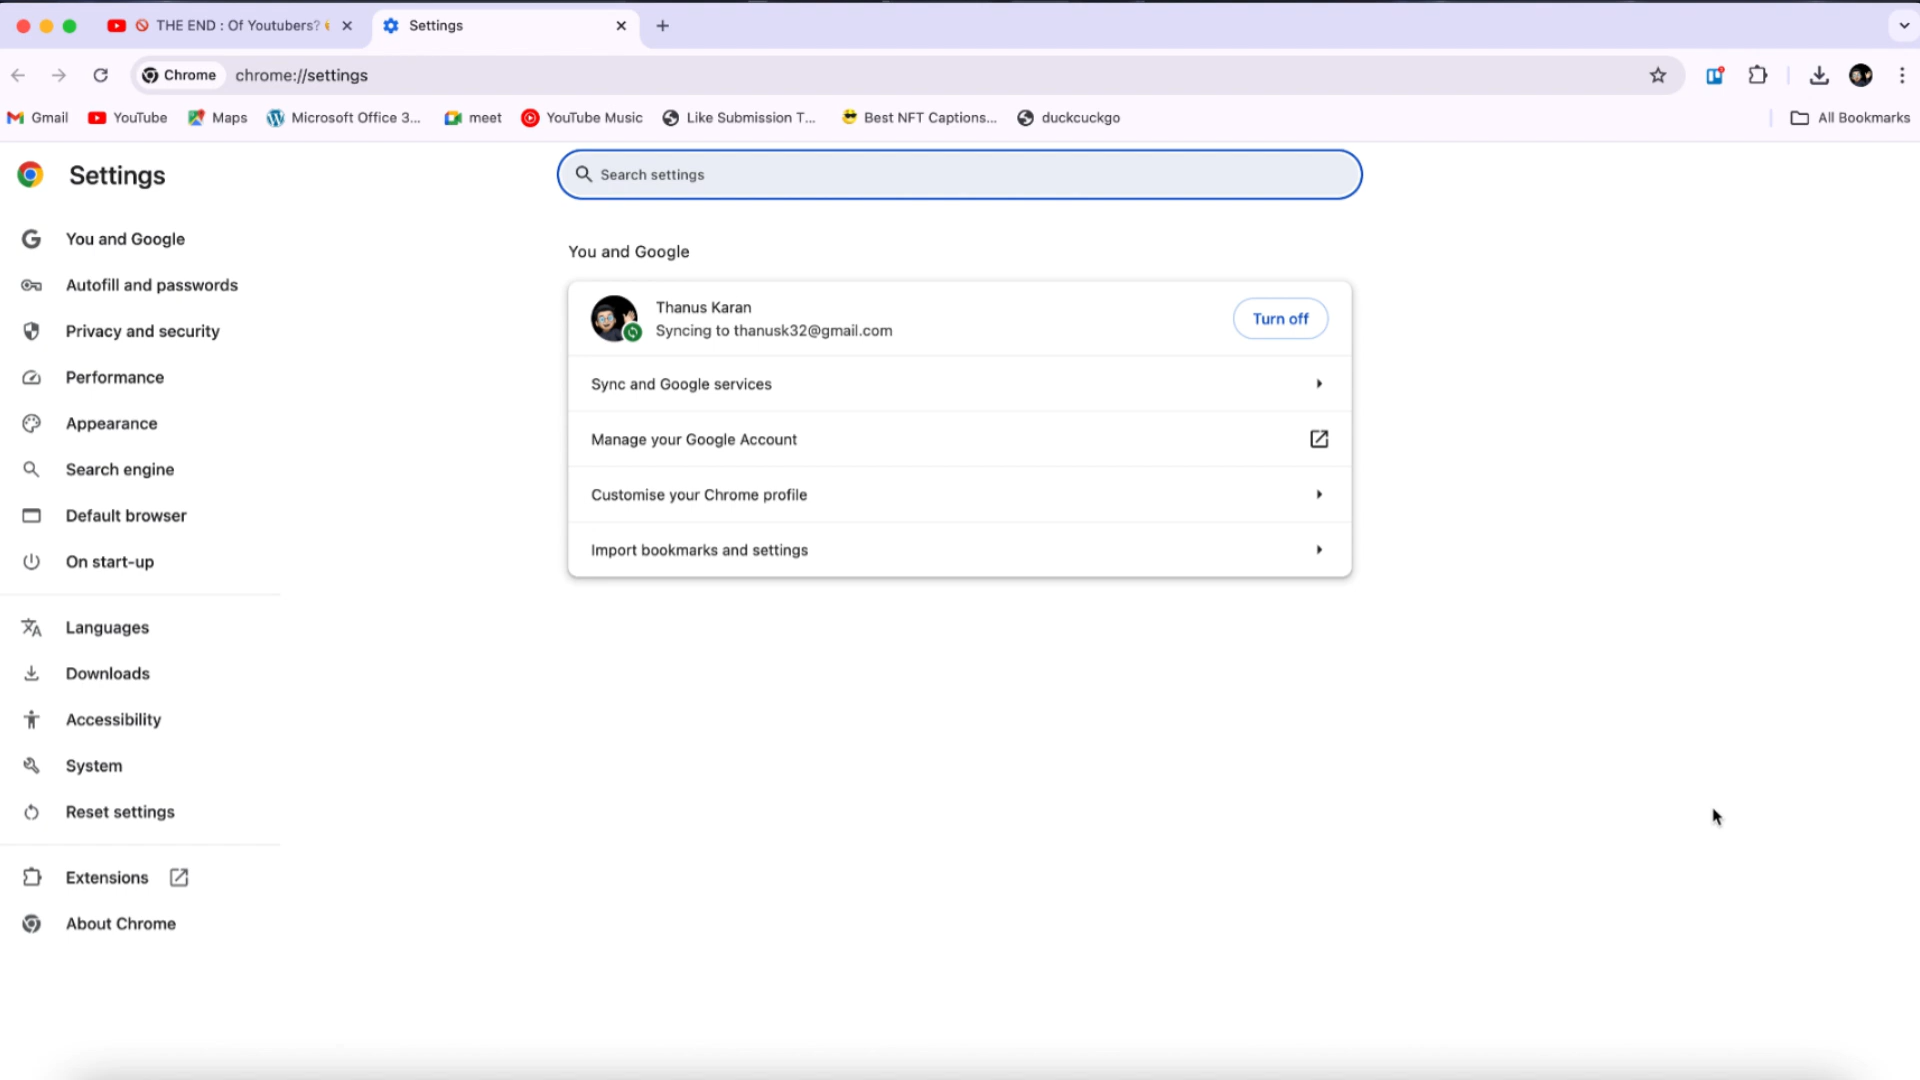 THE END : Of Youtubers?
Settings
Chrome
chrome://settings
Gmail
YouTube
Maps
Microsoft Office 3...
meet
YouTube Music
Like Submission T...
Best NFT Captions...
duckcuckgo
All Bookmarks
Settings
Search settings
You and Google
Autofill and passwords
Privacy and security
Performance
Appearance
Search engine
Default browser
On start-up
Languages
Downloads
Accessibility
System
Reset settings
Extensions
About Chrome
You and Google
Thanus Karan
Syncing to thanusk32@gmail.com
Turn off
Sync and Google services
Manage your Google Account
Customise your Chrome profile
Import bookmarks and settings